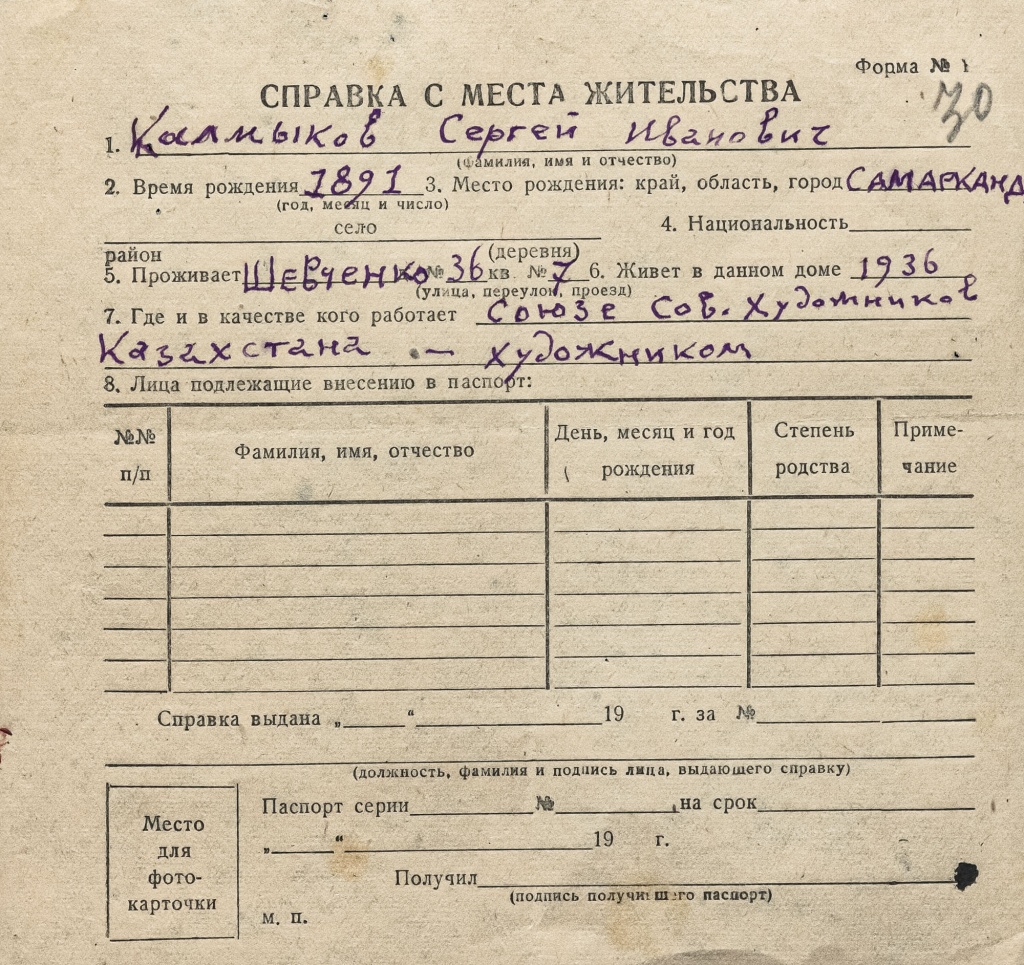 Форма № 1
30
СПРАВКА С МЕСТА ЖИТЕЛЬСТВА
1. Калмыков Сергей Иванович
(фамилия, имя и отчество)
2. Время рождения 1891 3. Место рождения: край, область, город САМАРКАНД
(год, месяц и число)
село 4. Национальность
район (деревня)
5. Проживает Шевченко № 36 кв. № 7 6. Живет в данном доме 1936
(улица, переулок, проезд)
7. Где и в качестве кого работает Союзе Сов. Художников
Казахстана — художником
8. Лица подлежащие внесению в паспорт:
№№ п/п Фамилия, имя, отчество День, месяц и год рождения Степень родства Приме-чание
Справка выдана „ “ 19 г. за №
(должность, фамилия и подпись лица, выдающего справку)
Паспорт серии № на срок
„ “ 19 г.
Получил
(подпись получившего паспорт)
Место
для
фото-
карточки
м. п.